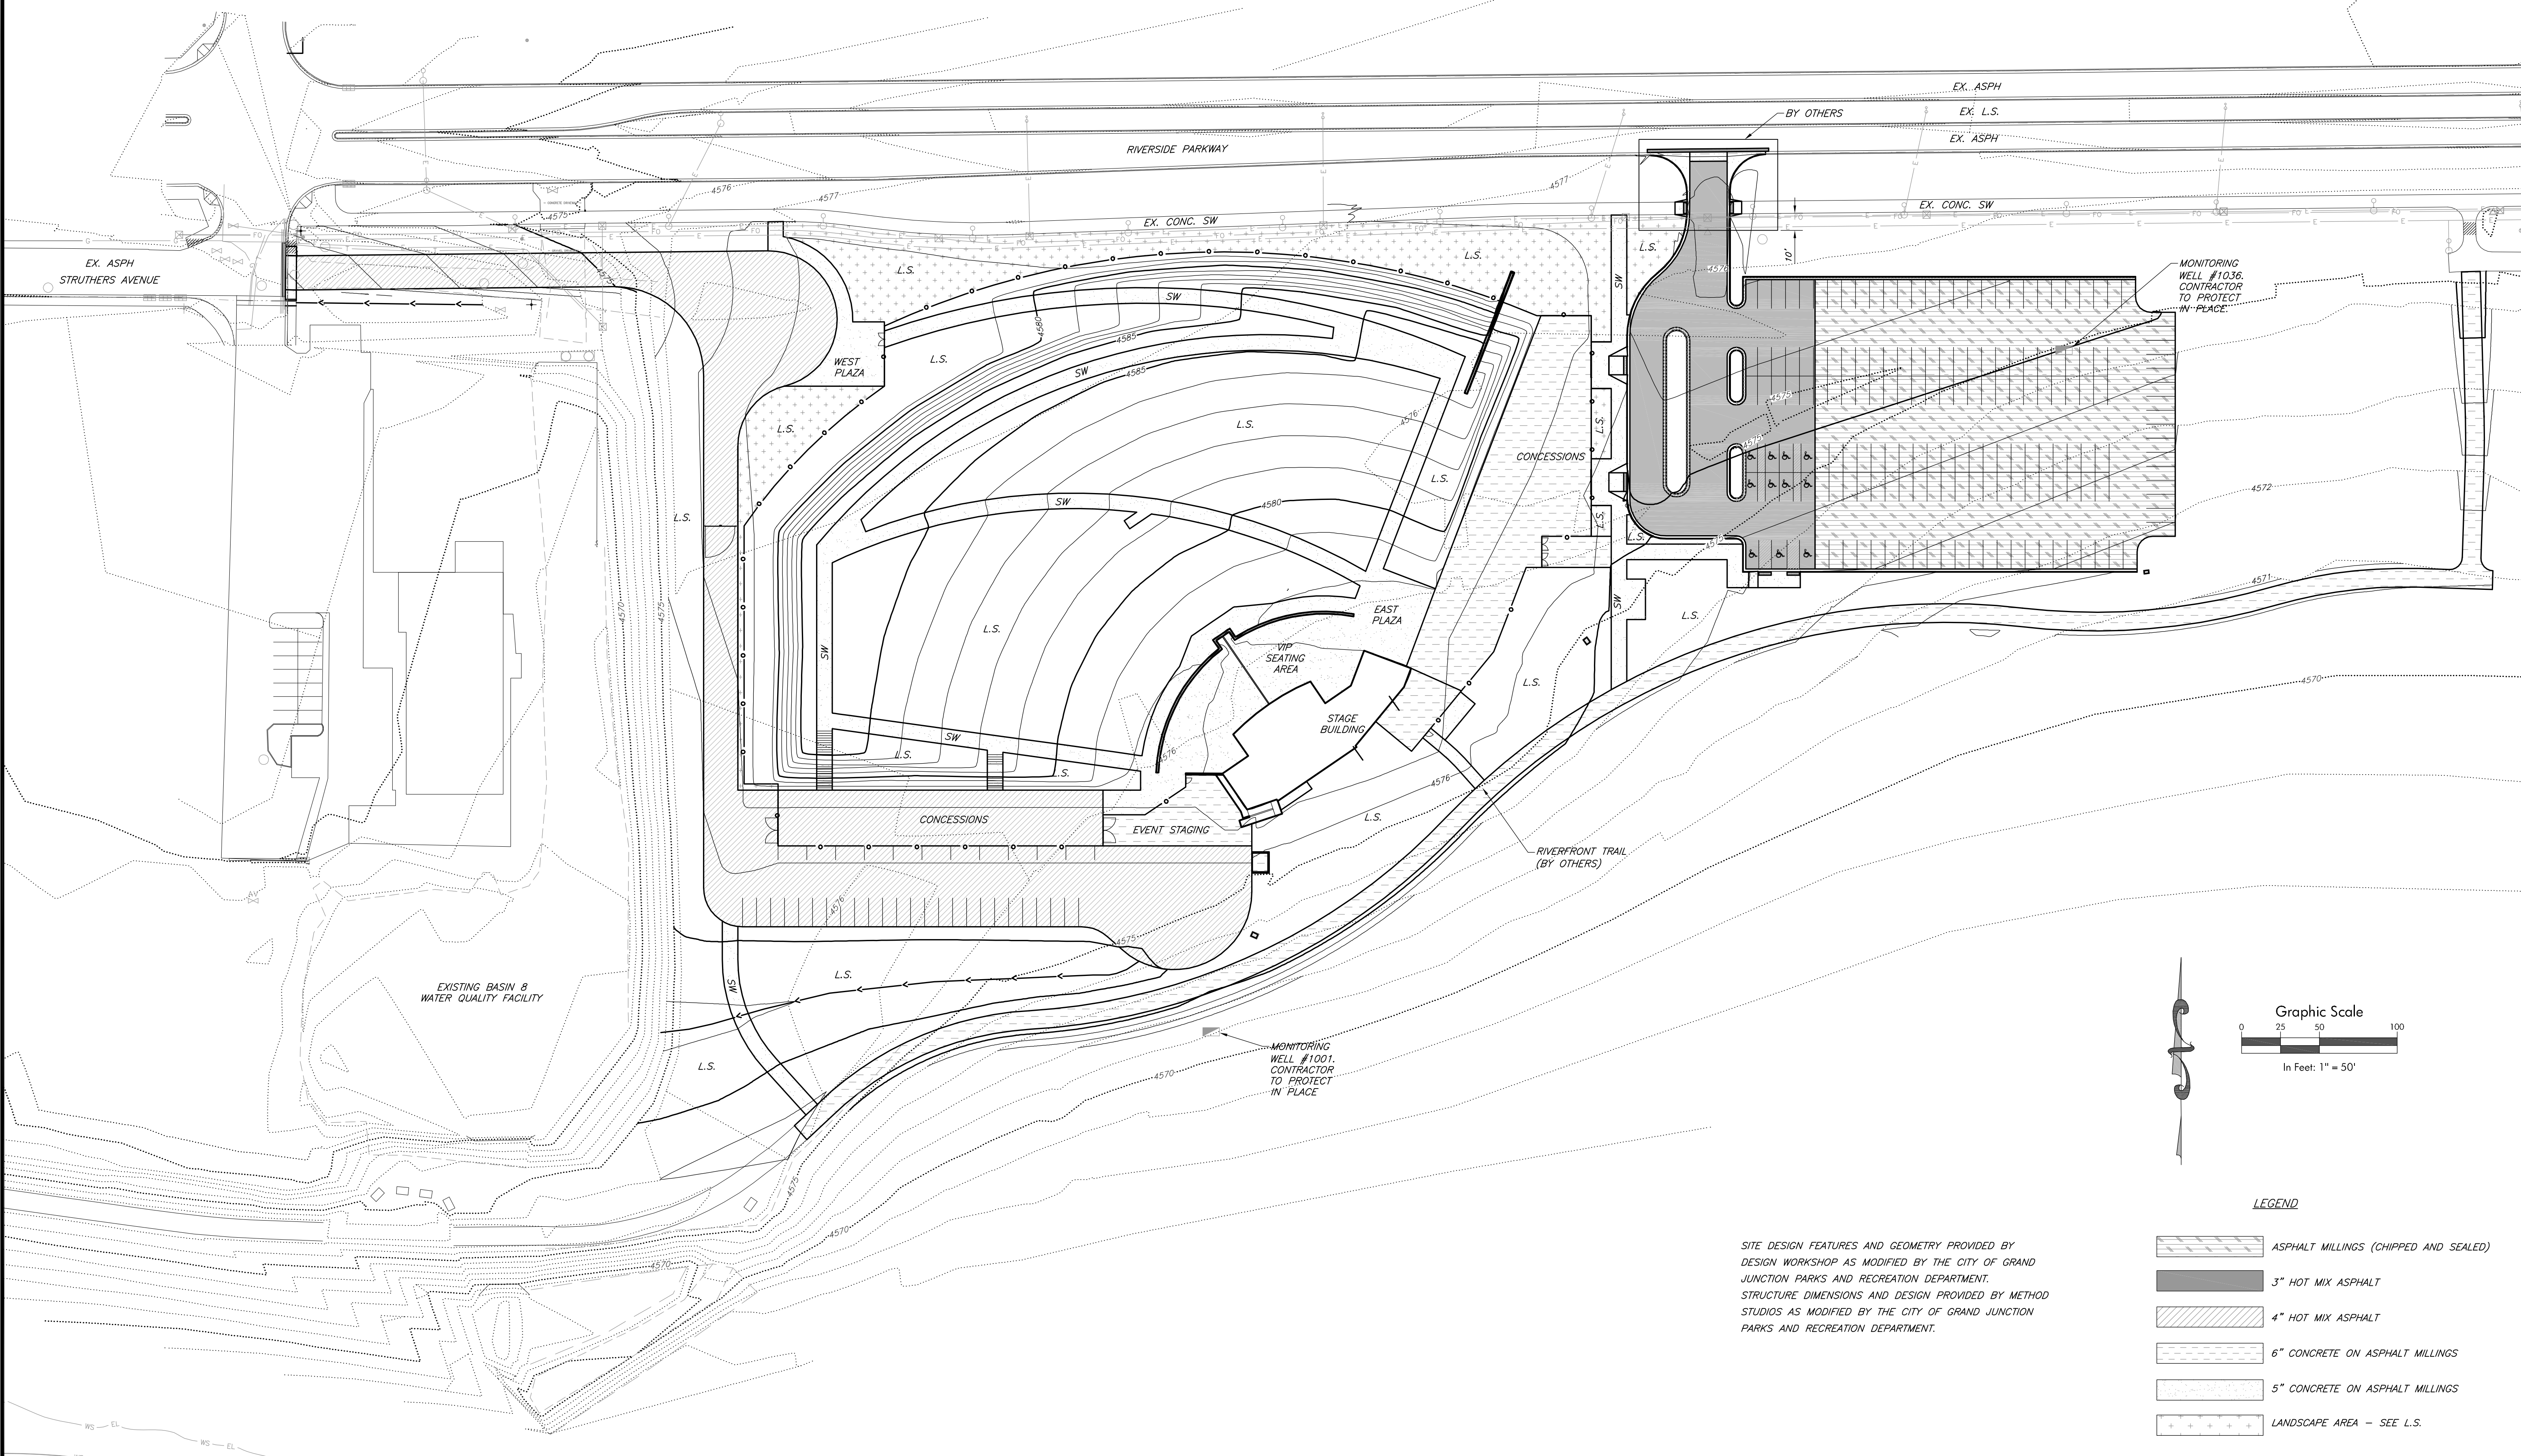 EX. ASPH
BY OTHERS
EX. L.S.
EX. ASPH
RIVERSIDE PARKWAY
4576
4577
4577
4575
EX. CONC. SW
EX. CONC. SW
EX. ASPH
STRUTHERS AVENUE
4575
L.S.
L.S.
L.S.
SW
10'
4576
MONITORING
WELL #1036.
CONTRACTOR
TO PROTECT
IN PLACE.
SW
4580
4585
L.S.
WEST
PLAZA
SW
4585
4575
4576
L.S.
L.S.
L.S.
4575
CONCESSIONS
L.S.
4572
SW
4580
L.S.
L.S.
L.S.
4575
4571
4570
4575
SW
EAST
PLAZA
L.S.
L.S.
SW
VIP
SEATING
AREA
L.S.
4570
STAGE
BUILDING
SW
L.S.
4576
L.S.
4576
CONCESSIONS
EVENT STAGING
L.S.
RIVERFRONT TRAIL
(BY OTHERS)
4576
4575
L.S.
SW
EXISTING BASIN 8
WATER QUALITY FACILITY
MONITORING
WELL #1001.
CONTRACTOR
TO PROTECT
IN PLACE
L.S.
4570
4575
4570
4570
Graphic Scale
0 25 50 100
In Feet: 1" = 50'
SITE DESIGN FEATURES AND GEOMETRY PROVIDED BY
DESIGN WORKSHOP AS MODIFIED BY THE CITY OF GRAND
JUNCTION PARKS AND RECREATION DEPARTMENT.
STRUCTURE DIMENSIONS AND DESIGN PROVIDED BY METHOD
STUDIOS AS MODIFIED BY THE CITY OF GRAND JUNCTION
PARKS AND RECREATION DEPARTMENT.
LEGEND
ASPHALT MILLINGS (CHIPPED AND SEALED)
3" HOT MIX ASPHALT
4" HOT MIX ASPHALT
6" CONCRETE ON ASPHALT MILLINGS
5" CONCRETE ON ASPHALT MILLINGS
LANDSCAPE AREA – SEE L.S.
WS EL
WS EL